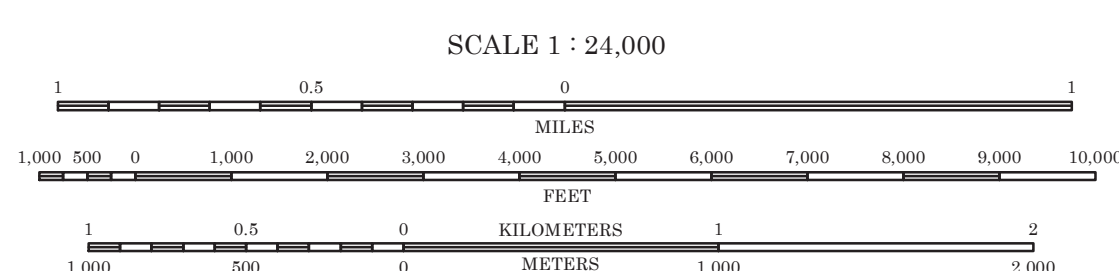 SCALE 1 : 24,000
1 0.5 0 1
MILES
1,000 500 0 1,000 2,000 3,000 4,000 5,000 6,000 7,000 8,000 9,000 10,000
FEET
1 0.5 0 KILOMETERS 1 2
1 000 500 0 METERS 1 000 2 000